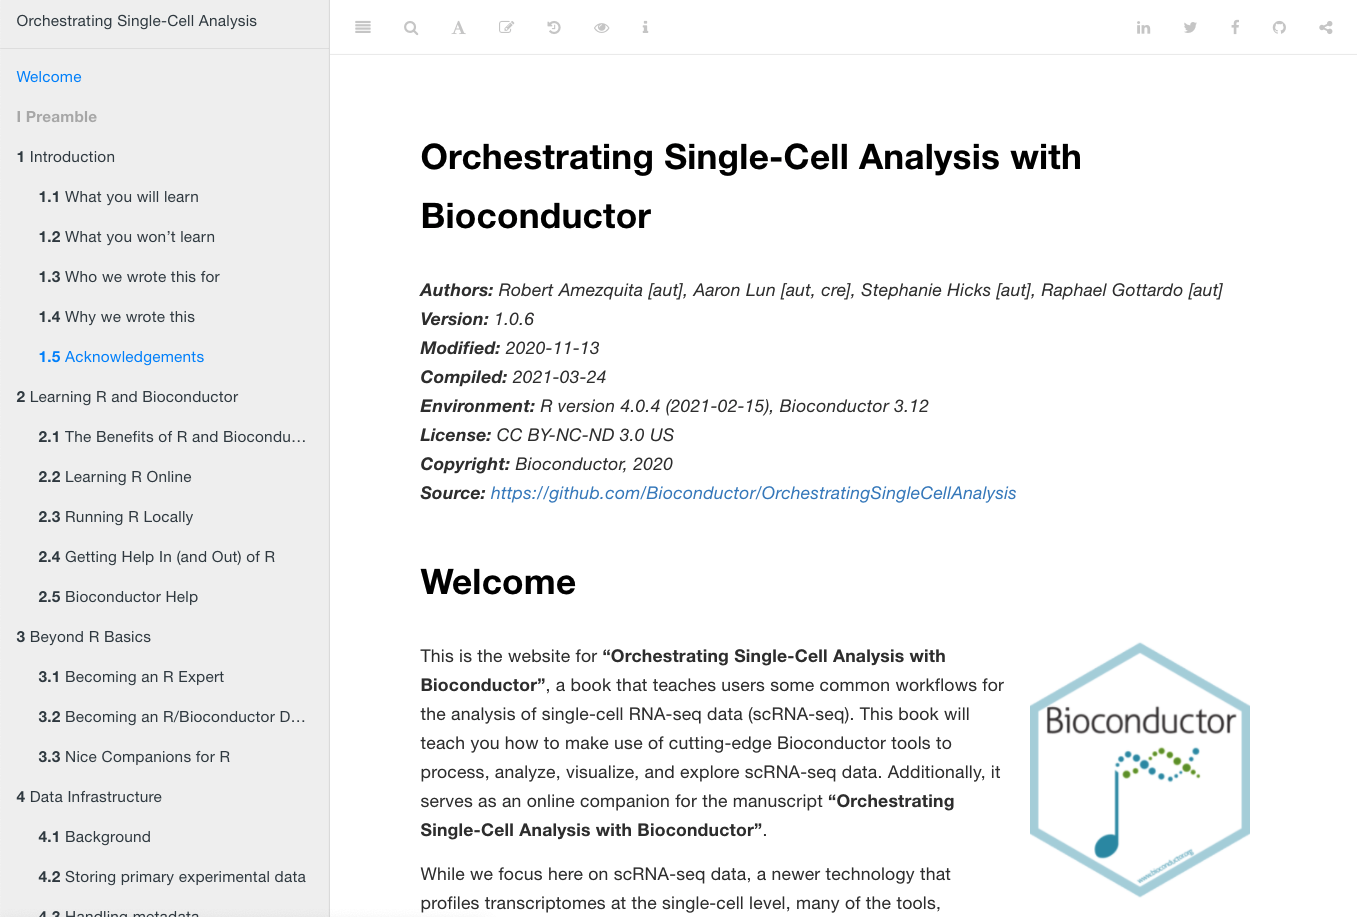 Orchestrating Single-Cell Analysis
Welcome
I Preamble
1 Introduction
1.1 What you will learn
1.2 What you won’t learn
1.3 Who we wrote this for
1.4 Why we wrote this
1.5 Acknowledgements
2 Learning R and Bioconductor
2.1 The Benefits of R and Biocondu…
2.2 Learning R Online
2.3 Running R Locally
2.4 Getting Help In (and Out) of R
2.5 Bioconductor Help
3 Beyond R Basics
3.1 Becoming an R Expert
3.2 Becoming an R/Bioconductor D…
3.3 Nice Companions for R
4 Data Infrastructure
4.1 Background
4.2 Storing primary experimental data
4.3 Handling metadata
Orchestrating Single-Cell Analysis with
Bioconductor
Authors: Robert Amezquita [aut], Aaron Lun [aut, cre], Stephanie Hicks [aut], Raphael Gottardo [aut]
Version: 1.0.6
Modified: 2020-11-13
Compiled: 2021-03-24
Environment: R version 4.0.4 (2021-02-15), Bioconductor 3.12
License: CC BY-NC-ND 3.0 US
Copyright: Bioconductor, 2020
Source: https://github.com/Bioconductor/OrchestratingSingleCellAnalysis
Welcome
This is the website for “Orchestrating Single-Cell Analysis with
Bioconductor”, a book that teaches users some common workflows for
the analysis of single-cell RNA-seq data (scRNA-seq). This book will
teach you how to make use of cutting-edge Bioconductor tools to
process, analyze, visualize, and explore scRNA-seq data. Additionally, it
serves as an online companion for the manuscript “Orchestrating
Single-Cell Analysis with Bioconductor”.
While we focus here on scRNA-seq data, a newer technology that
profiles transcriptomes at the single-cell level, many of the tools,
Bioconductor
www.bioconductor.org